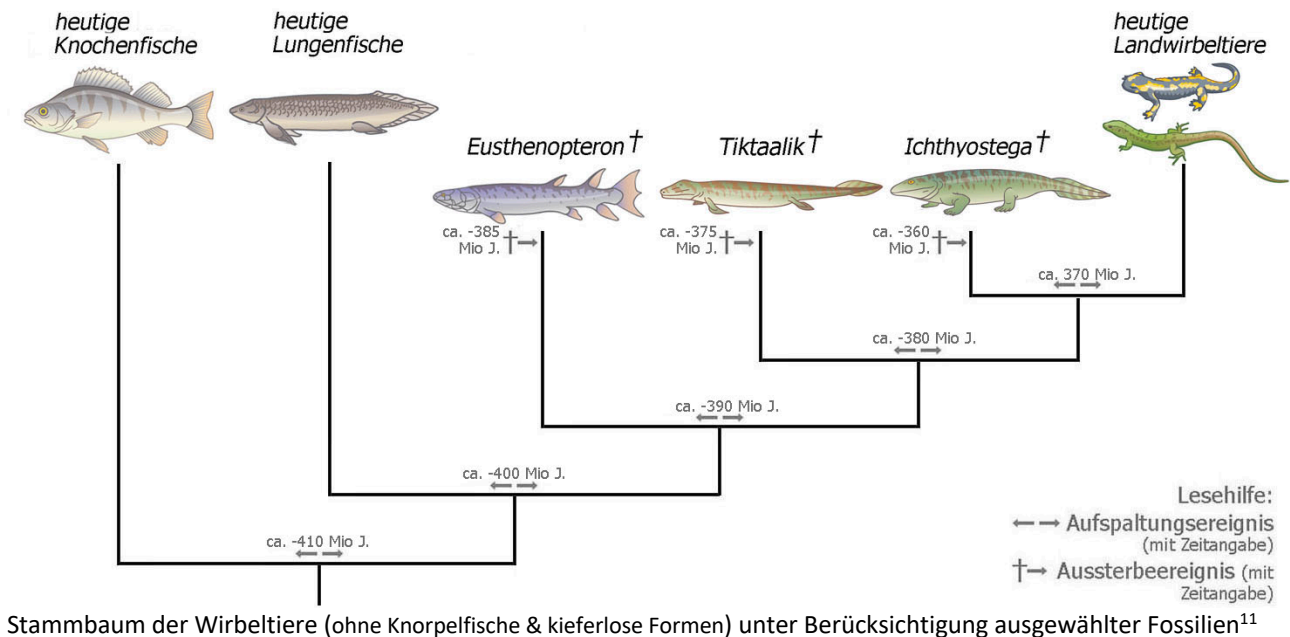 heutige
Knochenfische
heutige
Lungenfische
heutige
Landwirbeltiere
Eusthenopteron †
Tiktaalik †
Ichthyostega †
ca. -385
Mio J. †→
ca. -375
Mio J. †→
ca. -360
Mio J. †→
ca. 370 Mio J.
ca. -380 Mio J.
ca. -390 Mio J.
ca. -400 Mio J.
ca. -410 Mio J.
Lesehilfe:
←→ Aufspaltungsereignis
(mit Zeitangabe)
†→ Aussterbeereignis (mit
Zeitangabe)
Stammbaum der Wirbeltiere (ohne Knorpelfische & kieferlose Formen) unter Berücksichtigung ausgewählter Fossilien¹¹